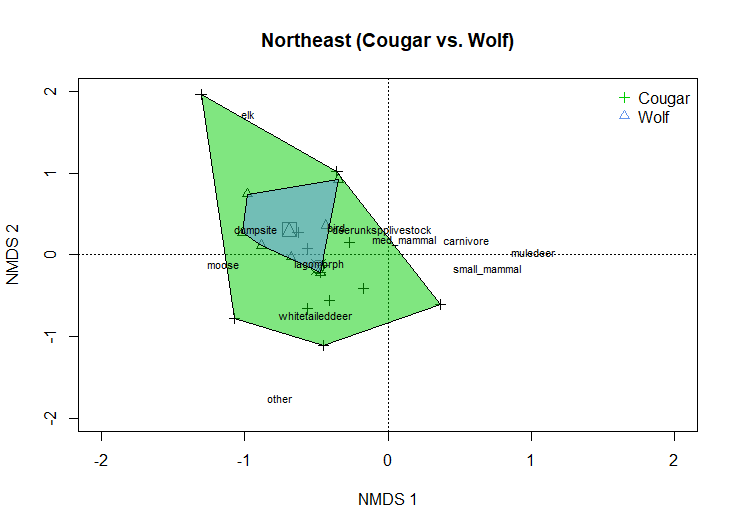 Northeast (Cougar vs. Wolf)
Cougar
Wolf
elk
dumpsite
bird
deerunkspp
livestock
med_mammal
carnivore
muledeer
moose
lagomorph
small_mammal
whitetaileddeer
other
2
1
0
-1
-2
NMDS 2
-2
-1
0
1
2
NMDS 1